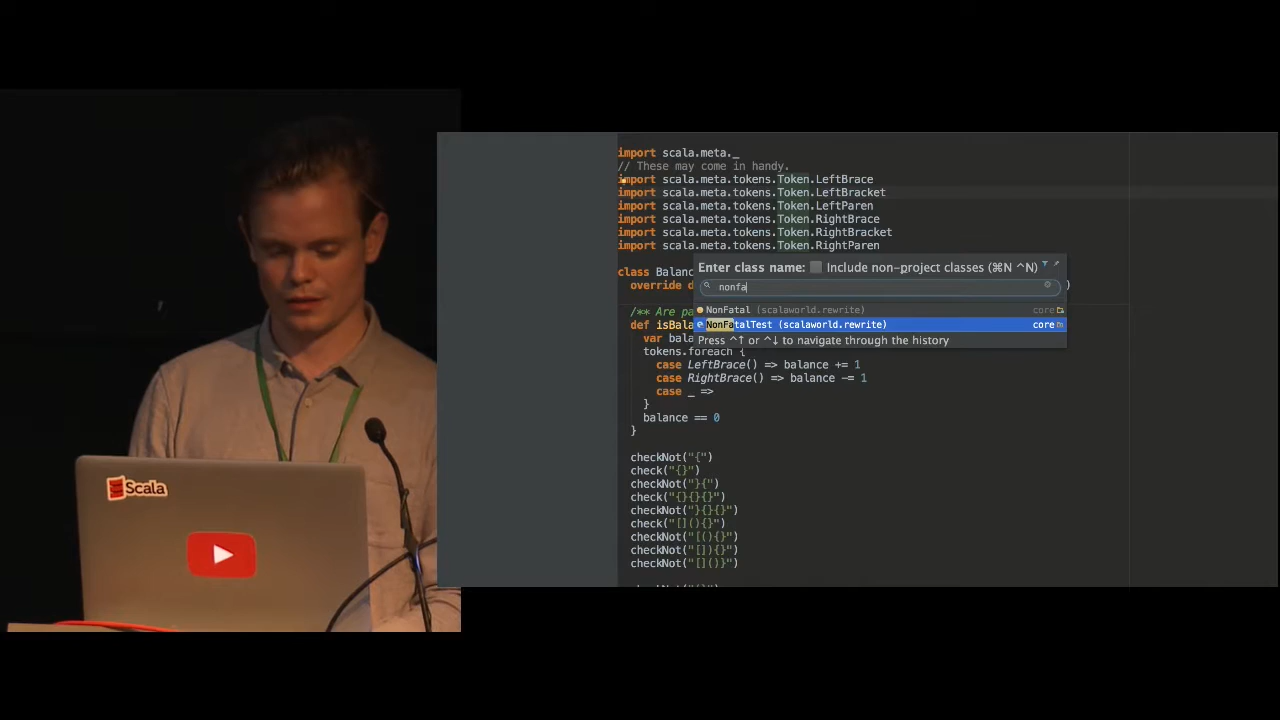 Scala
import scala.meta._
// These may come in handy.
import scala.meta.tokens.Token.LeftBrace
import scala.meta.tokens.Token.LeftBracket
import scala.meta.tokens.Token.LeftParen
import scala.meta.tokens.Token.RightBrace
import scala.meta.tokens.Token.RightBracket
import scala.meta.tokens.Token.RightParen
Enter class name: Include non-project classes (⌘N ^N)
class Balanc
override d )
nonfa
NonFatal (scalaworld.rewrite) core
/** Are pa
NonFatalTest (scalaworld.rewrite) core
def isBala
var bala
Press ^↑ or ^↓ to navigate through the history
tokens.foreach {
case LeftBrace() => balance += 1
case RightBrace() => balance -= 1
case _ =>
}
balance == 0
}
checkNot("{")
check("{}")
checkNot("}{")
check("{}{}{}")
checkNot("}{}{}")
check("[](){}")
checkNot("[(){}")
checkNot("[]){}")
checkNot("[]()}")